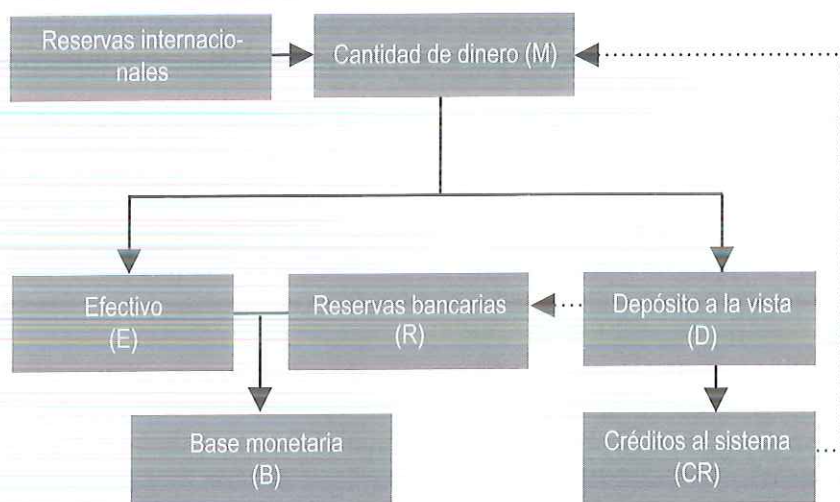 Reservas internacio-
nales
Cantidad de dinero (M)
Efectivo
(E)
Reservas bancarias
(R)
Depósito a la vista
(D)
Base monetaria
(B)
Créditos al sistema
(CR)